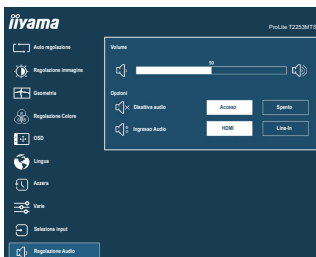 iiyama
ProLite T2253MTS
Auto regolazione
Regolazione Immagine
Geometria
Regolazione Colore
OSD
Lingua
Azzera
Varie
Seleziona input
Regolazione Audio
Volume
50
Opzioni
Disattiva audio
Acceso
Spento
Ingresso Audio
HDMI
Line-In